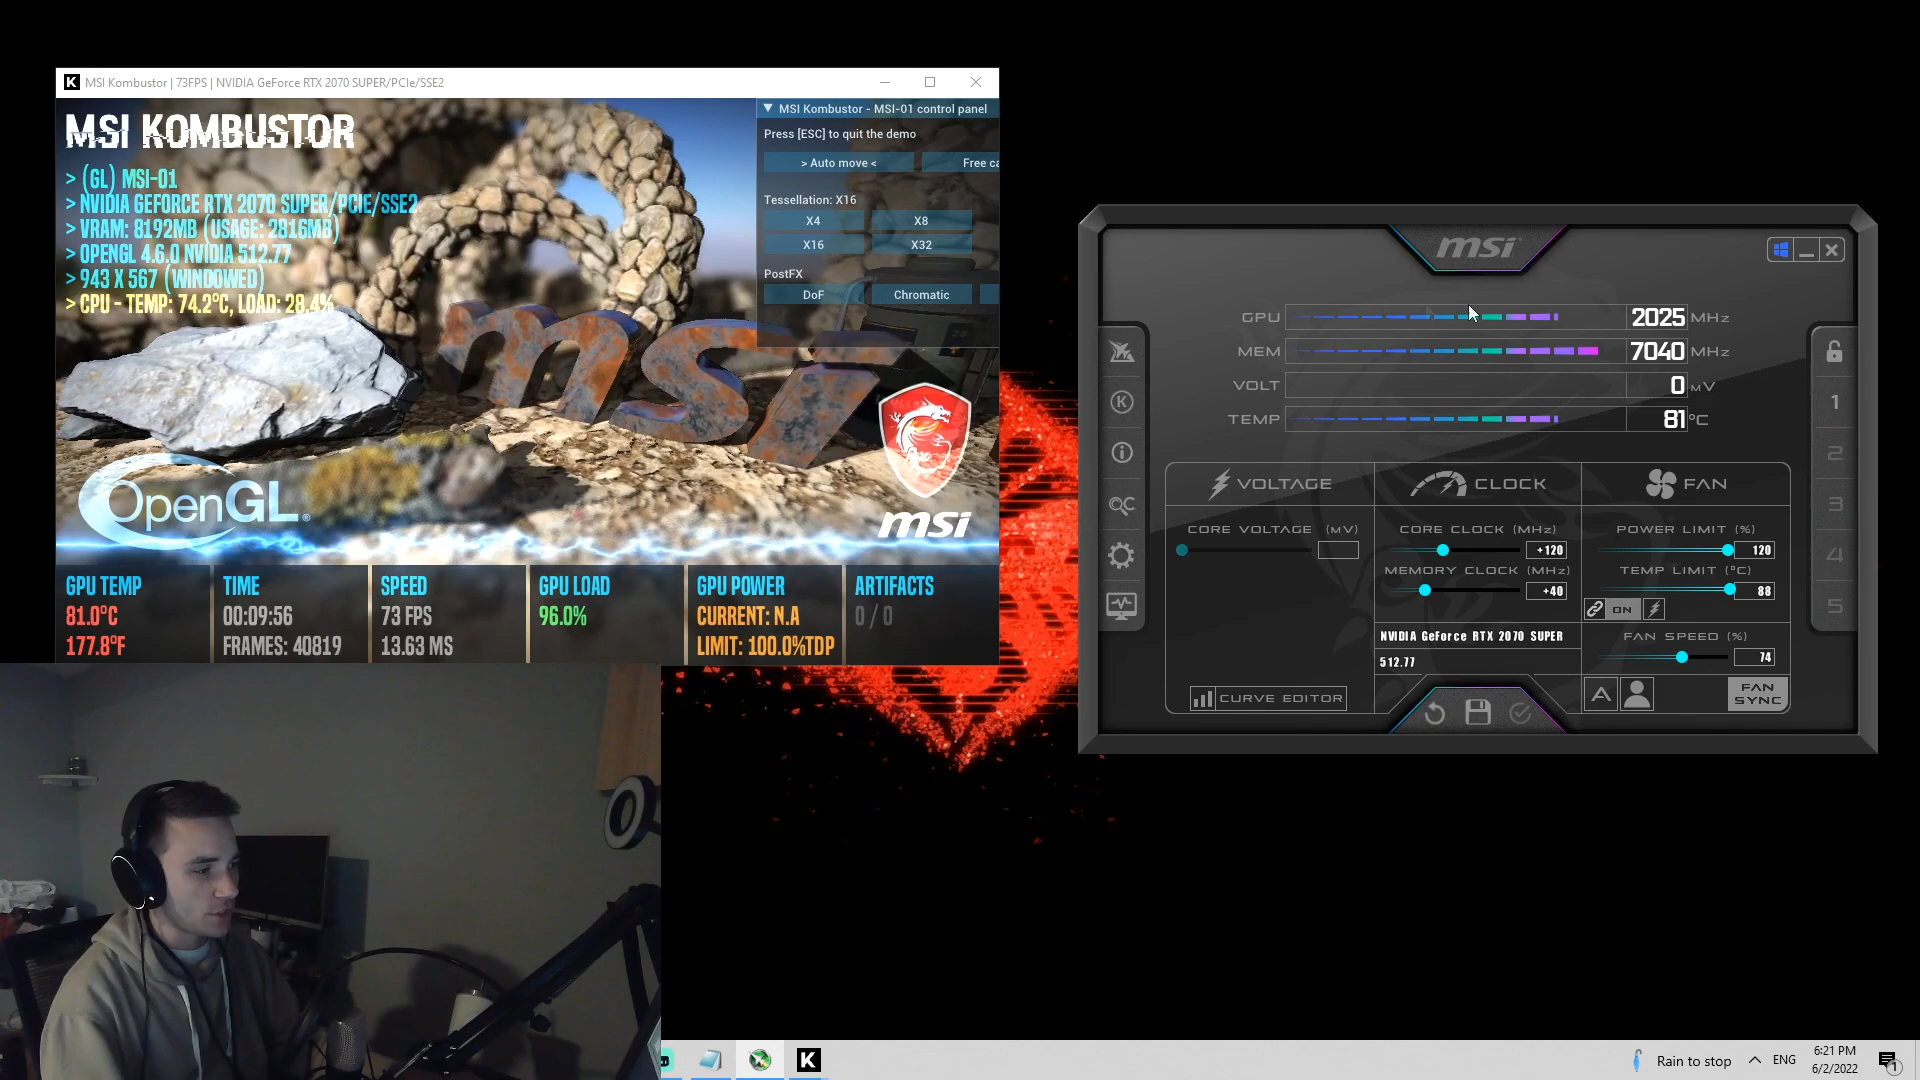 MSI Kombustor | 73FPS | NVIDIA GeForce RTX 2070 SUPER/PCIe/SSE2
MSI KOMBUSTOR
> (GL) MSI-01
> NVIDIA GEFORCE RTX 2070 SUPER/PCIE/SSE2
> VRAM: 8192MB (USAGE: 2816MB)
> OPENGL 4.6.0 NVIDIA 512.77
> 943 X 567 (WINDOWED)
> CPU - TEMP: 74.2°C, LOAD: 28.4%
▼ MSI Kombustor - MSI-01 control panel
Press [ESC] to quit the demo
> Auto move < Free ca
Tessellation: X16
X4 X8
X16 X32
PostFX
DoF Chromatic
msi
OpenGL®
msi
GPU TEMP
81.0°C
177.8°F
TIME
00:09:56
FRAMES: 40819
SPEED
73 FPS
13.63 MS
GPU LOAD
96.0%
GPU POWER
CURRENT: N.A
LIMIT: 100.0%TDP
ARTIFACTS
0 / 0
msi
GPU 2025 MHz
MEM 7040 MHz
VOLT 0 mV
TEMP 81 °C
K
1
2
3
4
5
VOLTAGE
CORE VOLTAGE (MV)
CURVE EDITOR
CLOCK
CORE CLOCK (MHz)
+120
MEMORY CLOCK (MHz)
+40
NVIDIA GeForce RTX 2070 SUPER
512.77
FAN
POWER LIMIT (%)
120
TEMP LIMIT (°C)
88
ON
FAN SPEED (%)
74
A
FAN SYNC
K
Rain to stop
ENG
6:21 PM
6/2/2022
1